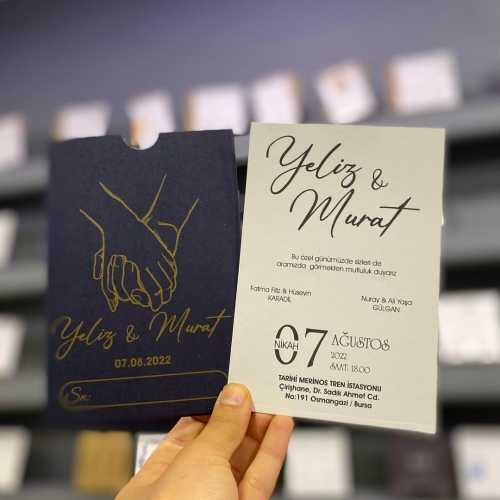 Yeliz & Murat
07.08.2022
Sn:
Yeliz &
Murat
Bu özel günümüzde sizleri de
aramızda görmekten mutluluk duyarız
Fatma Filiz & Hüseyin
KARADİL
Nuray & Ali Yaşa
GÜLGAN
NİKAH
07
AĞUSTOS
2022
SAAT: 18.00
TARİHİ MERİNOS TREN İSTASYONU
Çirişhane, Dr. Sadık Ahmet Cd.
No:191 Osmangazi / Bursa